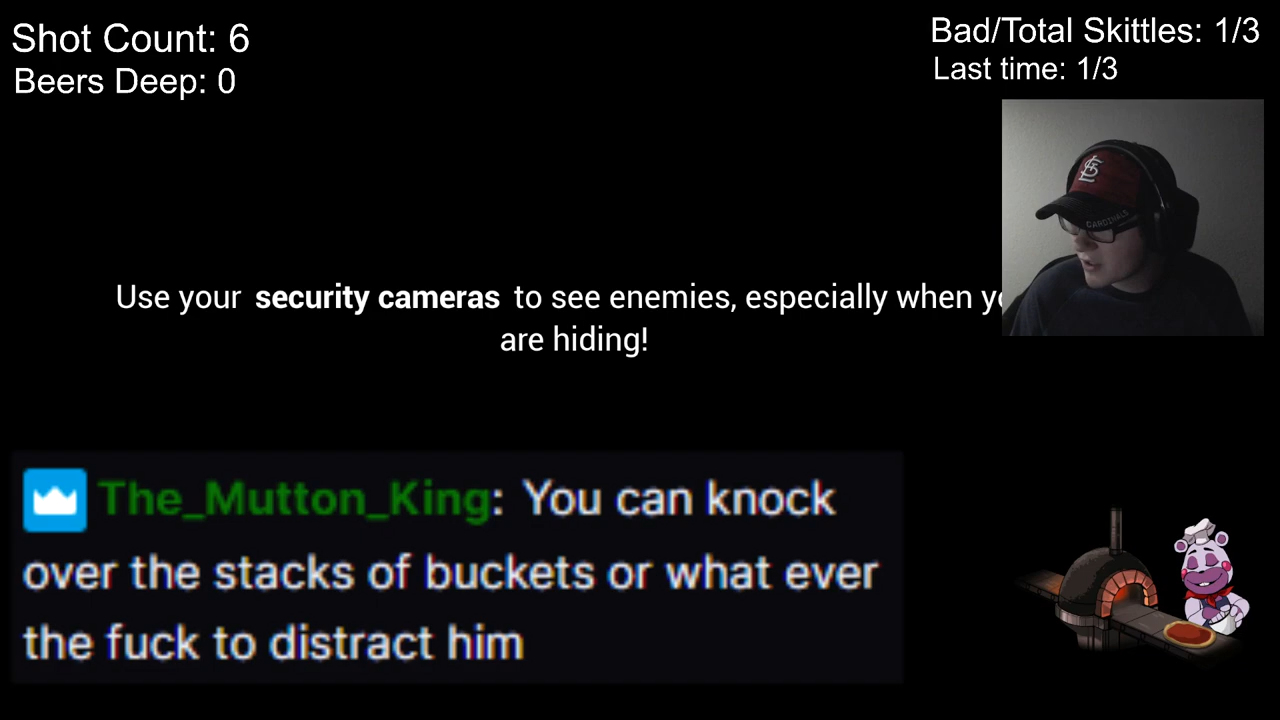 Shot Count: 6
Beers Deep: 0
Bad/Total Skittles: 1/3
Last time: 1/3
StL
CARDINALS
Use your security cameras to see enemies, especially when yo
are hiding!
The_Mutton_King: You can knock
over the stacks of buckets or what ever
the fuck to distract him